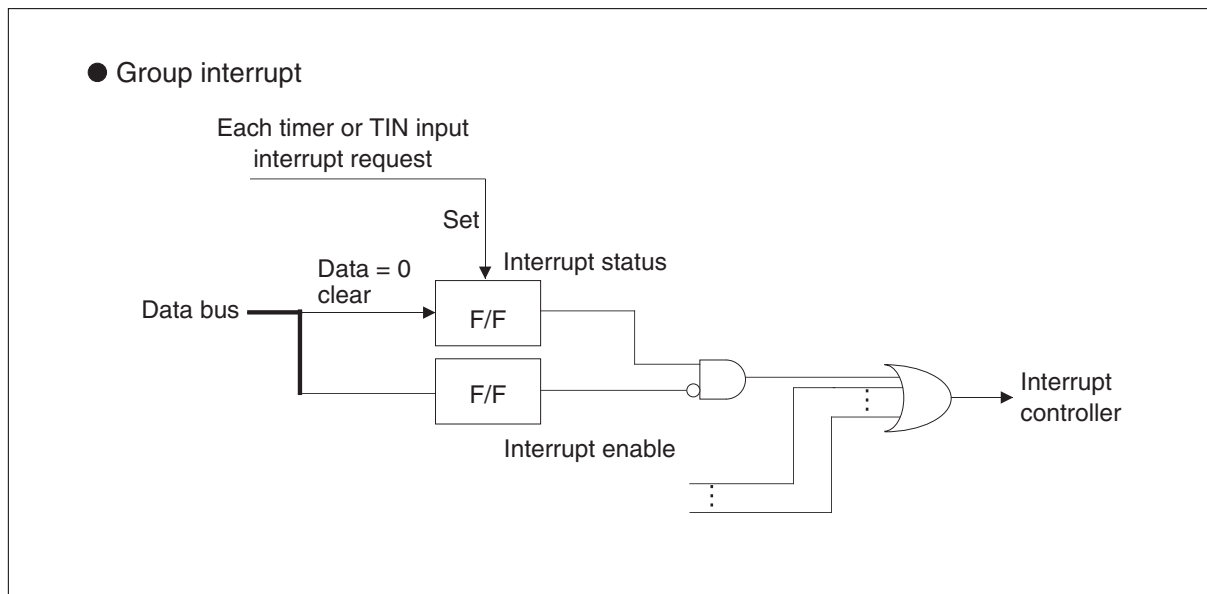 ● Group interrupt
Each timer or TIN input
interrupt request
Set
Interrupt status
Data = 0
clear
Data bus
F/F
F/F
Interrupt enable
Interrupt
controller